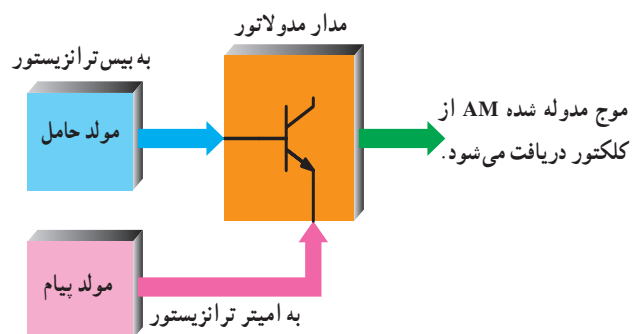 مدار مدولاتور
به بیس ترانزیستور
مولد حامل
موج مدوله شده AM از
کلکتور دریافت می‌شود.
مولد پیام
به امیتر ترانزیستور